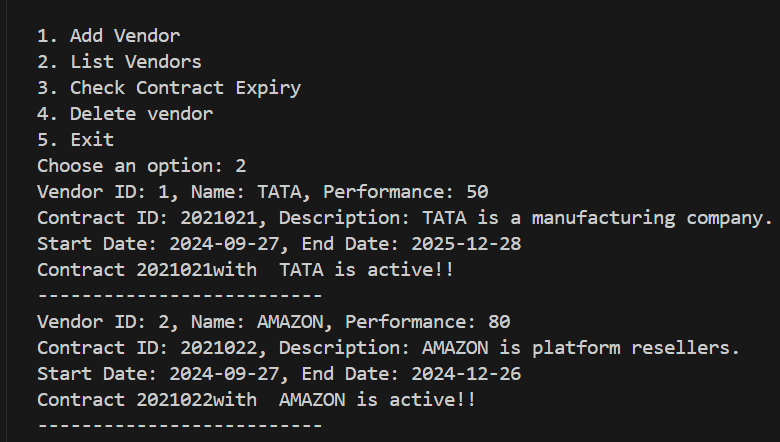 1. Add Vendor
2. List Vendors
3. Check Contract Expiry
4. Delete vendor
5. Exit
Choose an option: 2
Vendor ID: 1, Name: TATA, Performance: 50
Contract ID: 2021021, Description: TATA is a manufacturing company.
Start Date: 2024-09-27, End Date: 2025-12-28
Contract 2021021with  TATA is active!!
--------------------------
Vendor ID: 2, Name: AMAZON, Performance: 80
Contract ID: 2021022, Description: AMAZON is platform resellers.
Start Date: 2024-09-27, End Date: 2024-12-26
Contract 2021022with  AMAZON is active!!
--------------------------